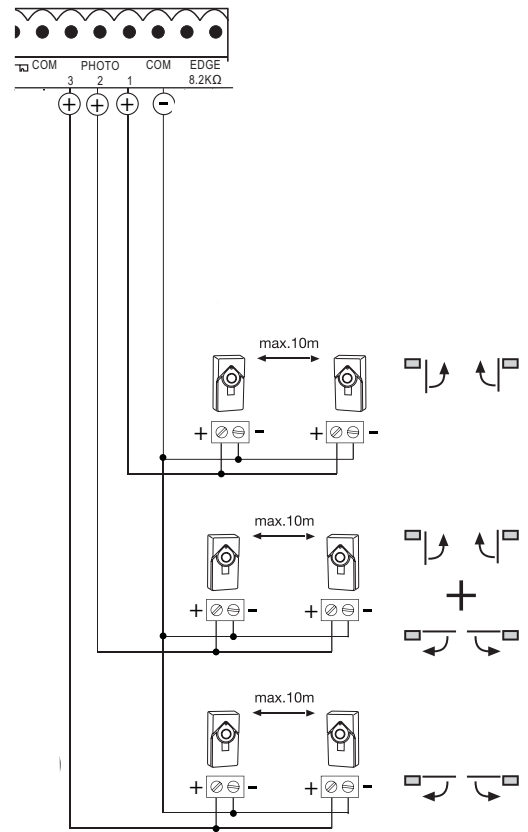 COM PHOTO COM EDGE
3 2 1 8.2KΩ
+ + + -
max.10m
+ - + -
max.10m
+ - + -
+
max.10m
+ - + -